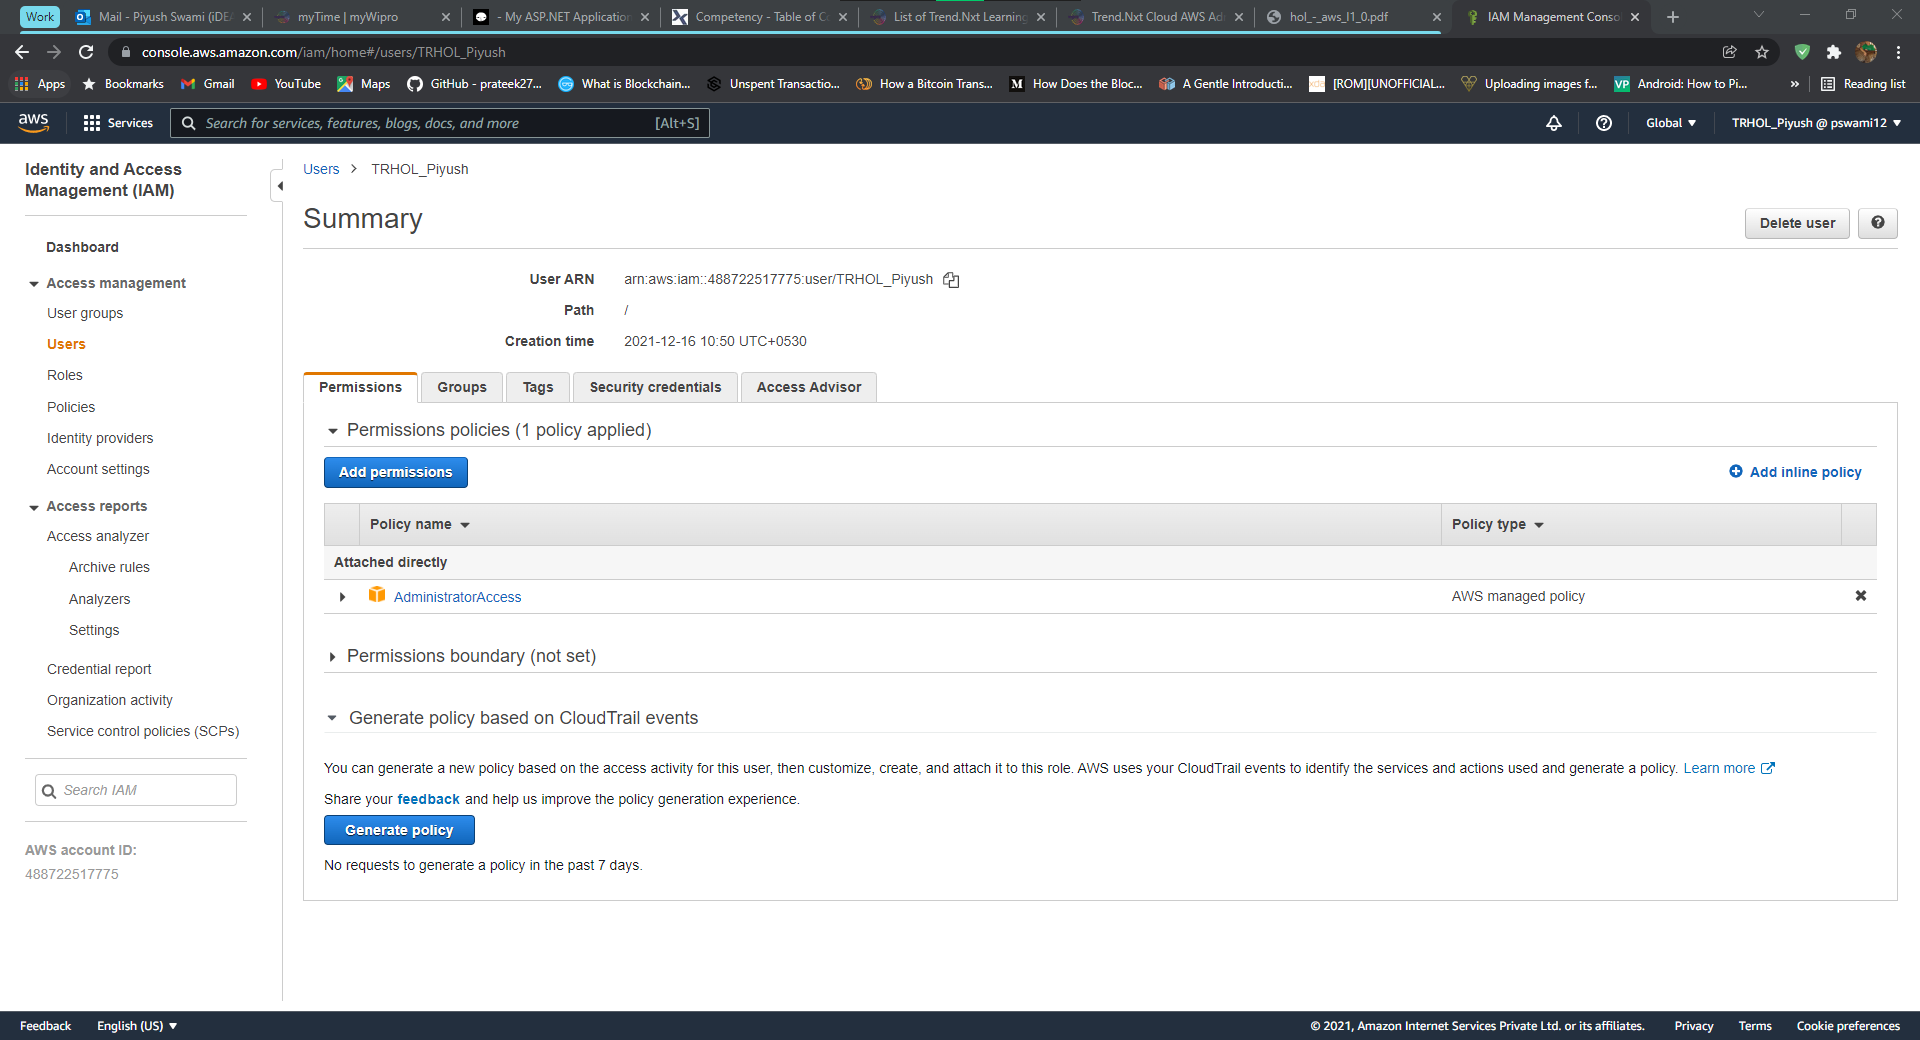 Work
Mail - Piyush Swami (iDEA
myTime | myWipro
- My ASP.NET Application
Competency - Table of Co
List of Trend.Nxt Learning
Trend.Nxt Cloud AWS Ad
hol_-_aws_l1_0.pdf
IAM Management Conso
console.aws.amazon.com/iam/home#/users/TRHOL_Piyush
Apps
Bookmarks
Gmail
YouTube
Maps
GitHub - prateek27...
What is Blockchain...
Unspent Transactio...
How a Bitcoin Trans...
How Does the Bloc...
A Gentle Introducti...
[ROM][UNOFFICIAL...
Uploading images f...
VP
Android: How to Pi...
»
Reading list
aws
Services
Search for services, features, blogs, docs, and more
[Alt+S]
Global
TRHOL_Piyush @ pswami12
Identity and Access
Management (IAM)
Dashboard
Access management
User groups
Users
Roles
Policies
Identity providers
Account settings
Access reports
Access analyzer
Archive rules
Analyzers
Settings
Credential report
Organization activity
Service control policies (SCPs)
Search IAM
AWS account ID:
488722517775
Users > TRHOL_Piyush
Summary
Delete user
User ARN arn:aws:iam::488722517775:user/TRHOL_Piyush
Path /
Creation time 2021-12-16 10:50 UTC+0530
Permissions
Groups
Tags
Security credentials
Access Advisor
Permissions policies (1 policy applied)
Add permissions
Add inline policy
Policy name
Policy type
Attached directly
AdministratorAccess
AWS managed policy
Permissions boundary (not set)
Generate policy based on CloudTrail events
You can generate a new policy based on the access activity for this user, then customize, create, and attach it to this role. AWS uses your CloudTrail events to identify the services and actions used and generate a policy. Learn more
Share your feedback and help us improve the policy generation experience.
Generate policy
No requests to generate a policy in the past 7 days.
Feedback
English (US)
© 2021, Amazon Internet Services Private Ltd. or its affiliates.
Privacy
Terms
Cookie preferences